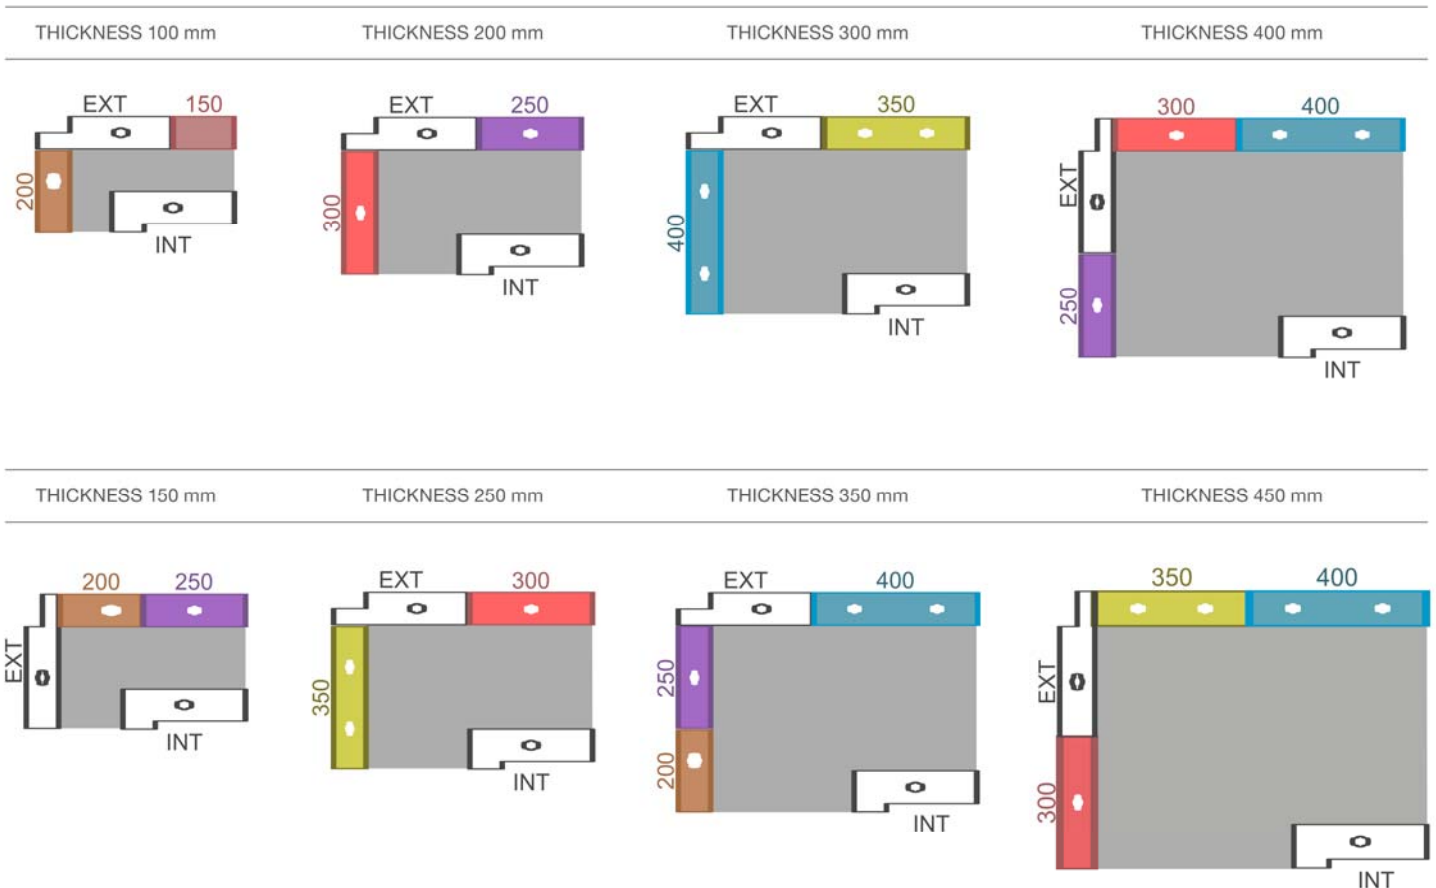 THICKNESS 100 mm THICKNESS 200 mm THICKNESS 300 mm THICKNESS 400 mm
EXT 150 EXT 250 EXT 350 300 400
200 300 400 EXT
250
INT INT INT INT
THICKNESS 150 mm THICKNESS 250 mm THICKNESS 350 mm THICKNESS 450 mm
200 250 EXT 300 EXT 400 350 400
EXT 350 250 EXT
200 300
INT INT INT INT